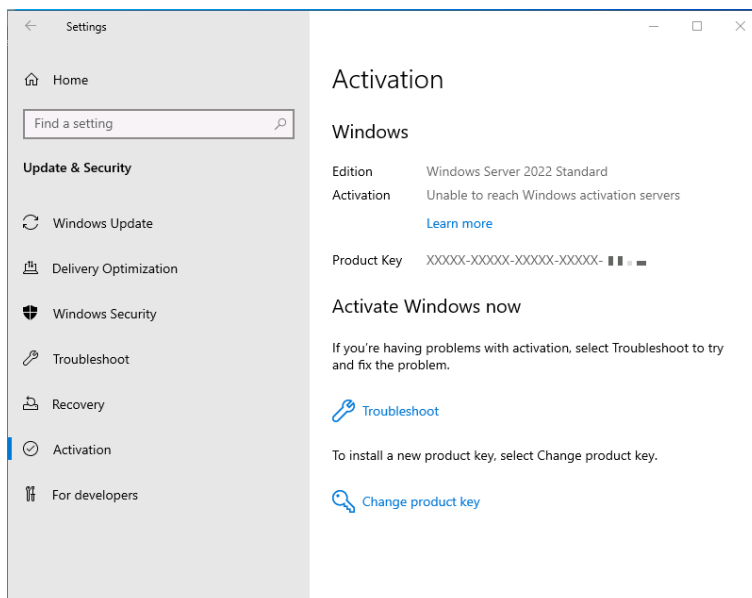 Settings
Home
Find a setting
Update & Security
Windows Update
Delivery Optimization
Windows Security
Troubleshoot
Recovery
Activation
For developers
Activation
Windows
Edition Windows Server 2022 Standard
Activation Unable to reach Windows activation servers
Learn more
Product Key XXXXX-XXXXX-XXXXX-XXXXX-
Activate Windows now
If you're having problems with activation, select Troubleshoot to try
and fix the problem.
Troubleshoot
To install a new product key, select Change product key.
Change product key